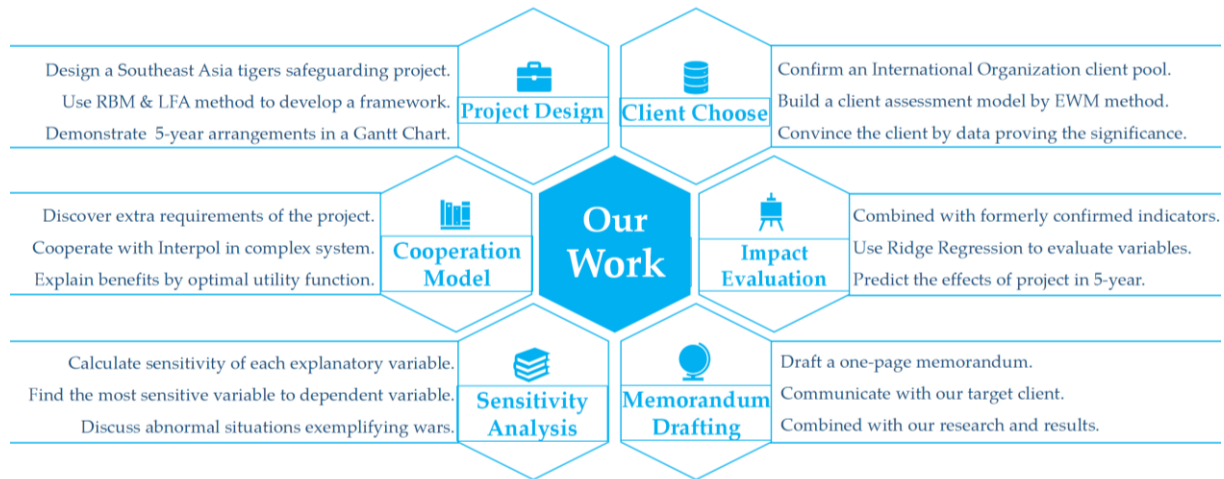 Design a Southeast Asia tigers safeguarding project.
Use RBM & LFA method to develop a framework.
Demonstrate 5-year arrangements in a Gantt Chart.
Project Design
Client Choose
Confirm an International Organization client pool.
Build a client assessment model by EWM method.
Convince the client by data proving the significance.
Discover extra requirements of the project.
Cooperate with Interpol in complex system.
Explain benefits by optimal utility function.
Cooperation
Model
Our
Work
Impact
Evaluation
Combined with formerly confirmed indicators.
Use Ridge Regression to evaluate variables.
Predict the effects of project in 5-year.
Calculate sensitivity of each explanatory variable.
Find the most sensitive variable to dependent variable.
Discuss abnormal situations exemplifying wars.
Sensitivity
Analysis
Memorandum
Drafting
Draft a one-page memorandum.
Communicate with our target client.
Combined with our research and results.